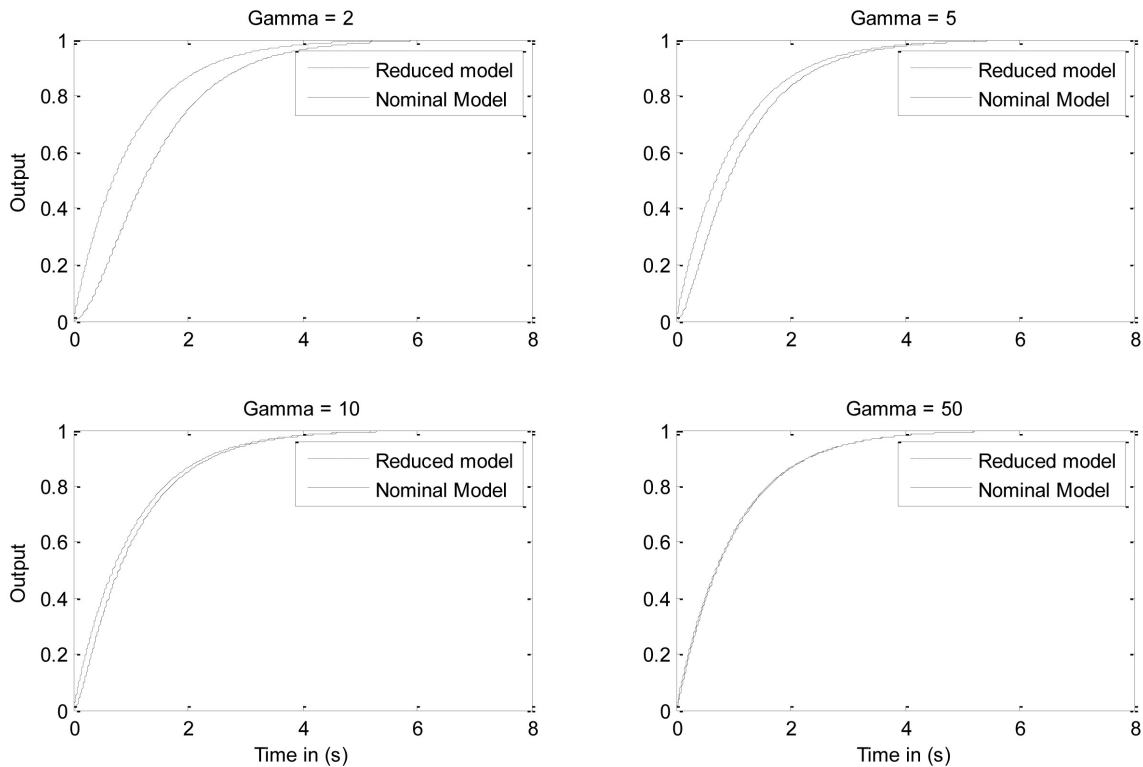 Gamma = 2
1
0.8
0.6
0.4
0.2
0
Output
0 2 4 6 8
Reduced model
Nominal Model
Gamma = 5
1
0.8
0.6
0.4
0.2
0
0 2 4 6 8
Reduced model
Nominal Model
Gamma = 10
1
0.8
0.6
0.4
0.2
0
Output
0 2 4 6 8
Time in (s)
Reduced model
Nominal Model
Gamma = 50
1
0.8
0.6
0.4
0.2
0
0 2 4 6 8
Time in (s)
Reduced model
Nominal Model